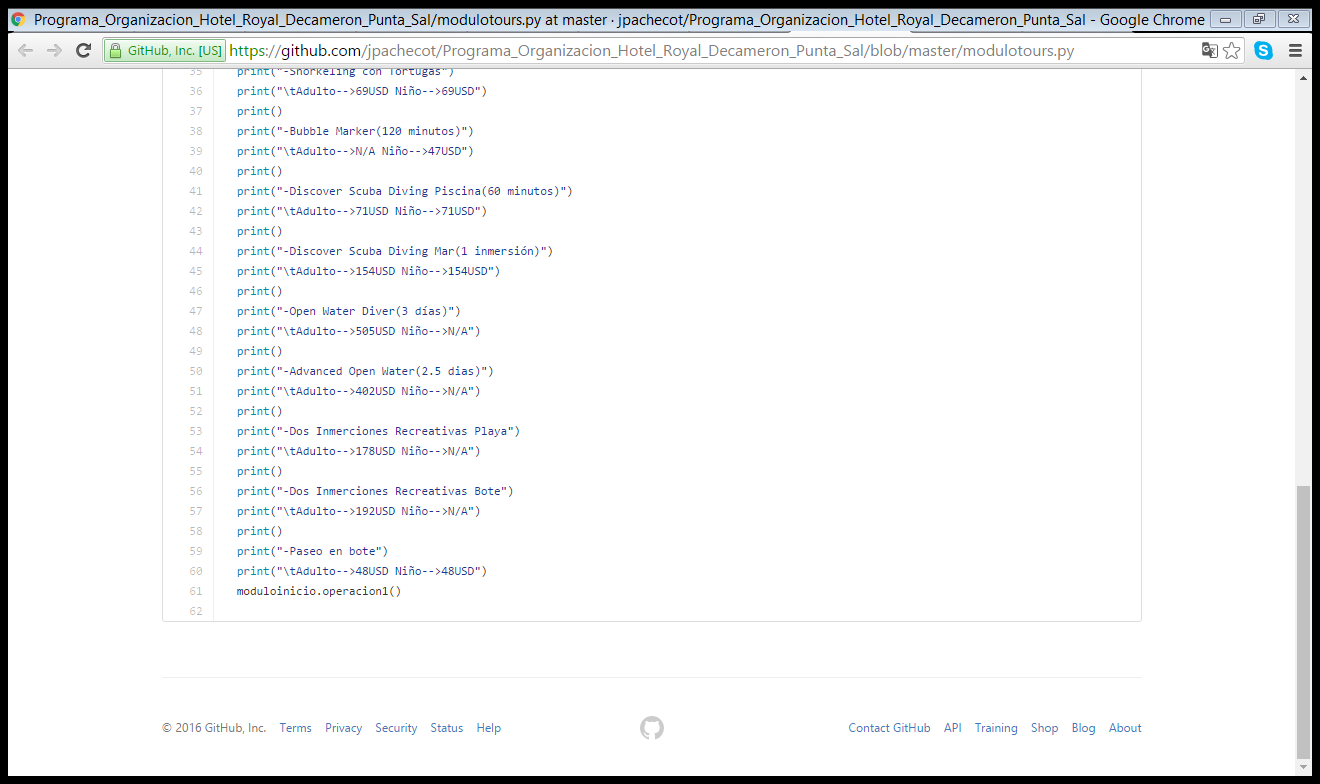 Programa_Organizacion_Hotel_Royal_Decameron_Punta_Sal/modulotours.py at master · jpachecot/Programa_Organizacion_Hotel_Royal_Decameron_Punta_Sal - Google Chrome
GitHub, Inc. [US] https://github.com/jpachecot/Programa_Organizacion_Hotel_Royal_Decameron_Punta_Sal/blob/master/modulotours.py
35 print("-Snorkeling con Tortugas")
36 print("\tAdulto-->69USD Niño-->69USD")
37 print()
38 print("-Bubble Marker(120 minutos)")
39 print("\tAdulto-->N/A Niño-->47USD")
40 print()
41 print("-Discover Scuba Diving Piscina(60 minutos)")
42 print("\tAdulto-->71USD Niño-->71USD")
43 print()
44 print("-Discover Scuba Diving Mar(1 inmersión)")
45 print("\tAdulto-->154USD Niño-->154USD")
46 print()
47 print("-Open Water Diver(3 días)")
48 print("\tAdulto-->505USD Niño-->N/A")
49 print()
50 print("-Advanced Open Water(2.5 dias)")
51 print("\tAdulto-->402USD Niño-->N/A")
52 print()
53 print("-Dos Inmerciones Recreativas Playa")
54 print("\tAdulto-->178USD Niño-->N/A")
55 print()
56 print("-Dos Inmerciones Recreativas Bote")
57 print("\tAdulto-->192USD Niño-->N/A")
58 print()
59 print("-Paseo en bote")
60 print("\tAdulto-->48USD Niño-->48USD")
61 moduloinicio.operacion1()
62
© 2016 GitHub, Inc. Terms Privacy Security Status Help Contact GitHub API Training Shop Blog About